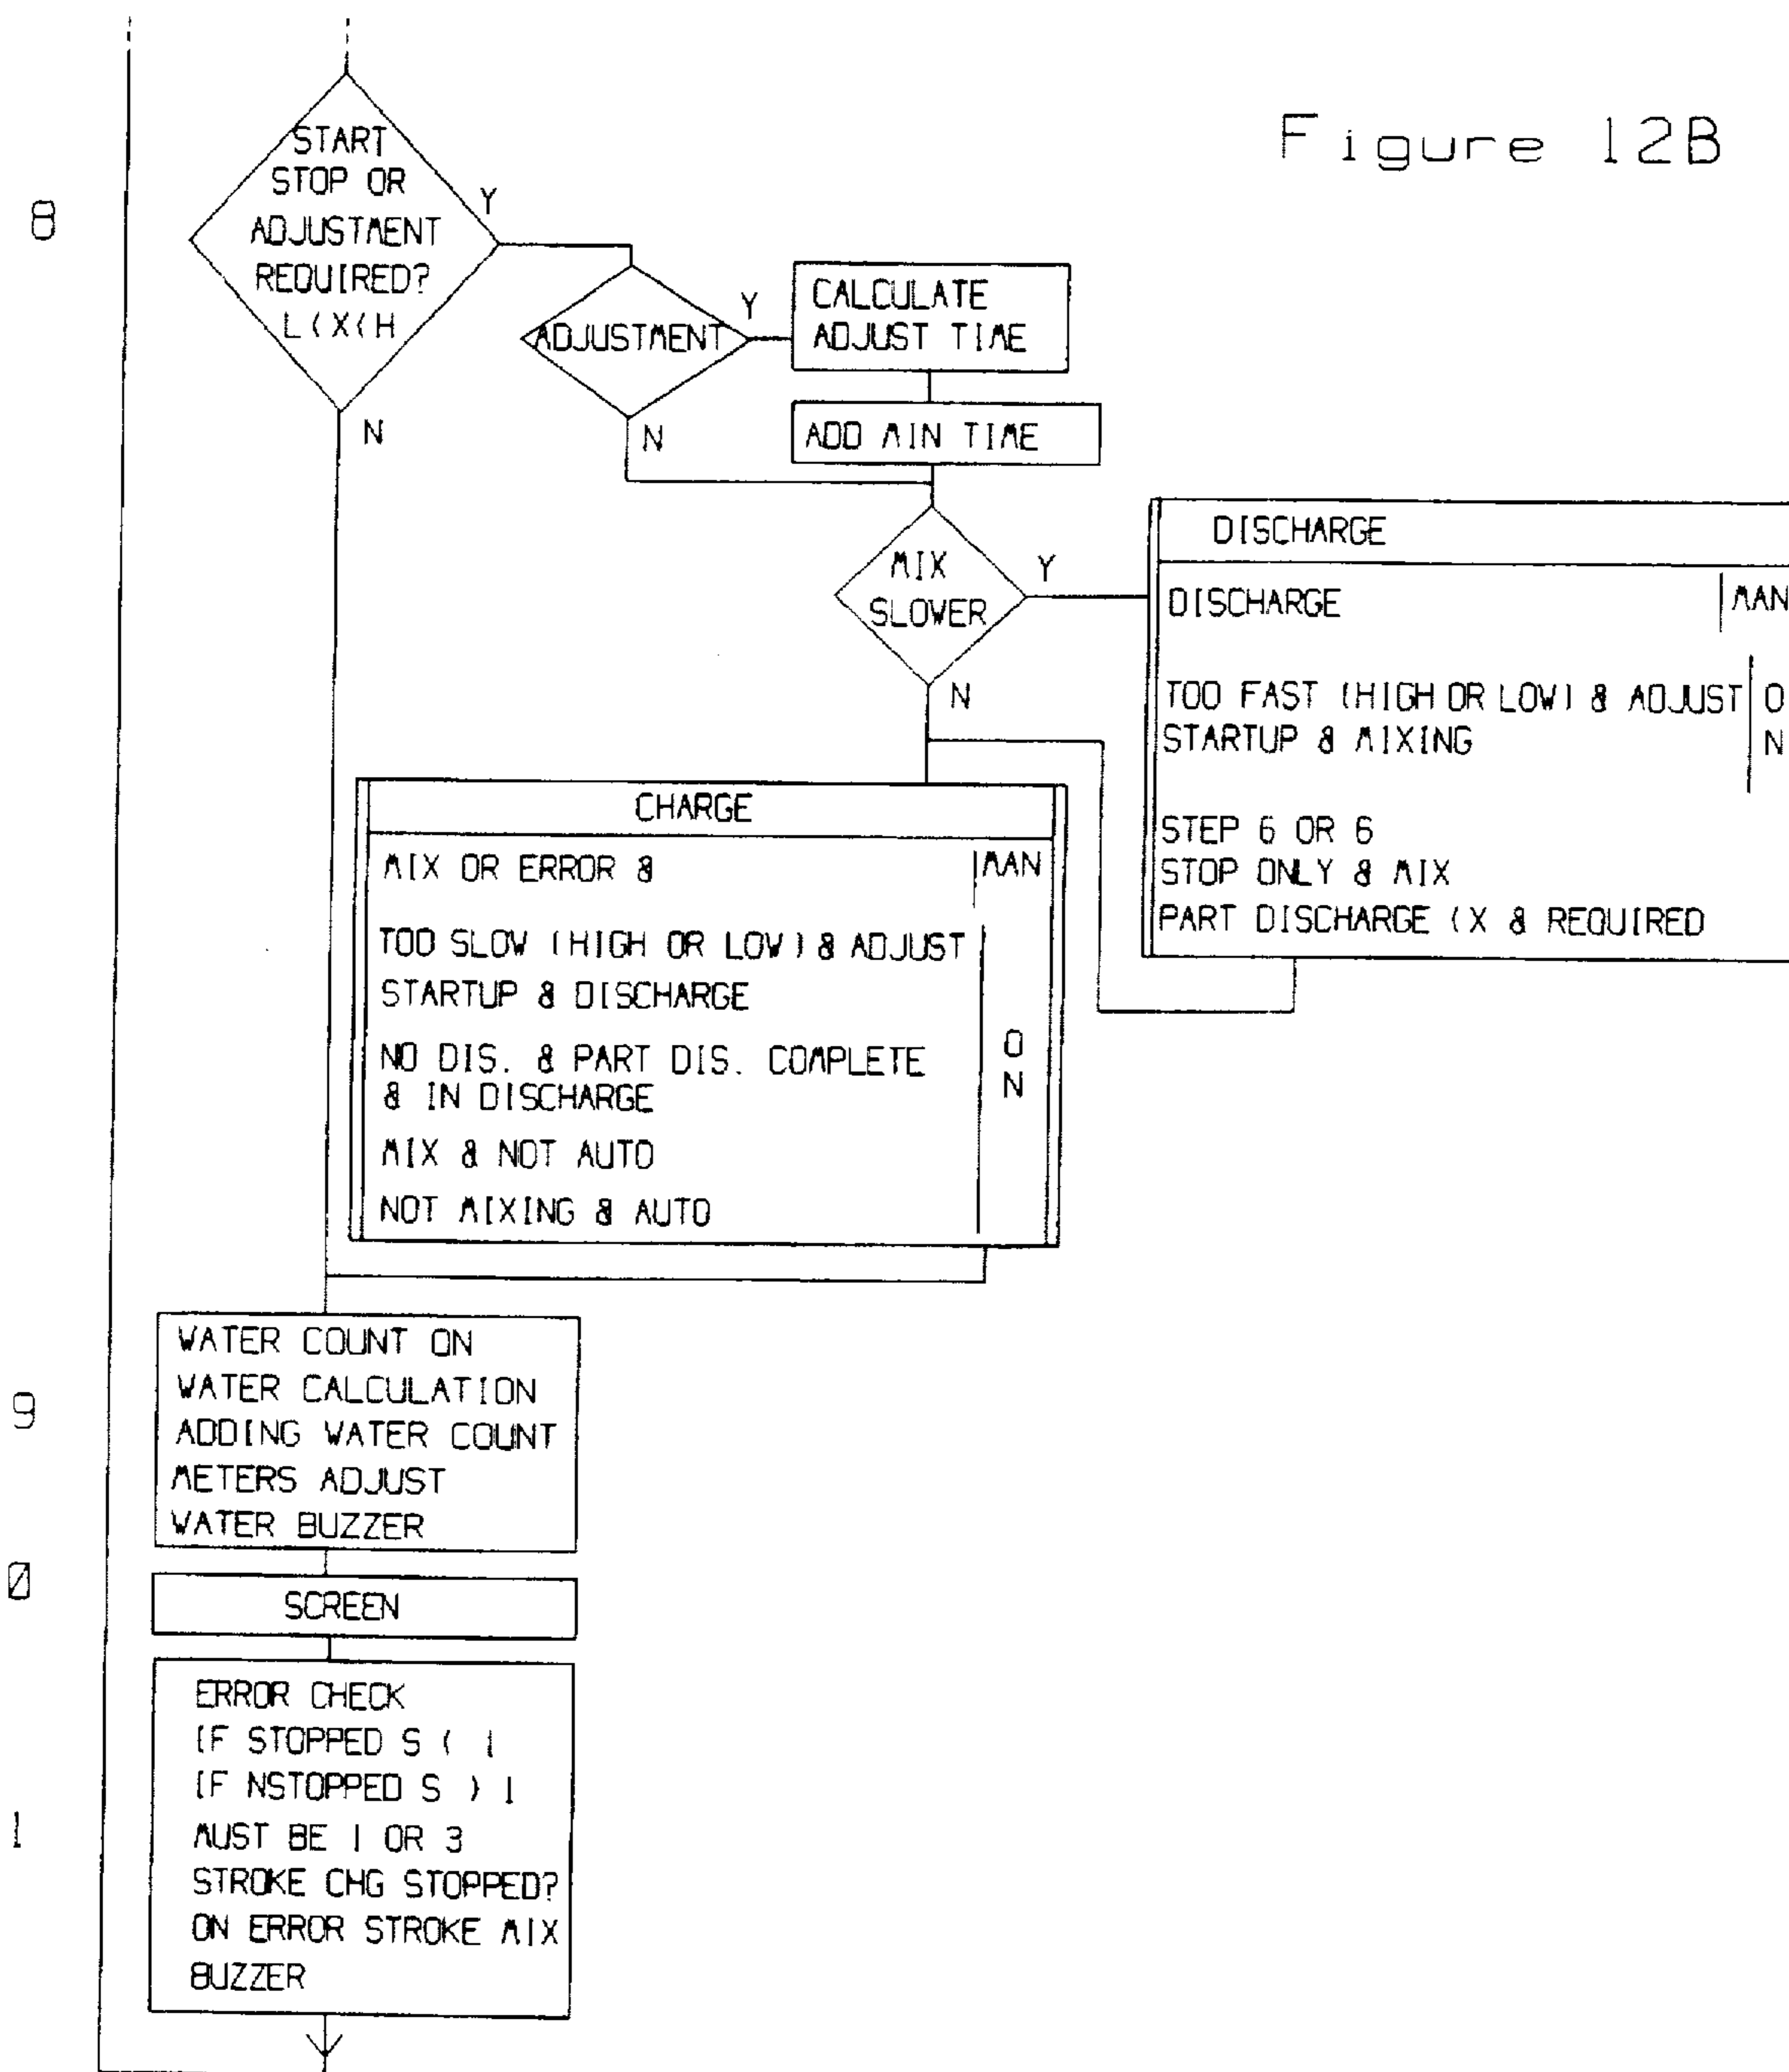 Figure 12B
8
START
STOP OR
ADJUSTMENT
REQUIRED?
L<X<H
Y
N
ADJUSTMENT
Y
N
CALCULATE
ADJUST TIME
ADD MIN TIME
MIX
SLOWER
Y
N
DISCHARGE
DISCHARGE
MAN
TOO FAST (HIGH OR LOW) & ADJUST
STARTUP & MIXING
O
N
STEP 6 OR 6
STOP ONLY & MIX
PART DISCHARGE <X & REQUIRED
CHARGE
MIX OR ERROR &
MAN
TOO SLOW (HIGH OR LOW) & ADJUST
STARTUP & DISCHARGE
NO DIS. & PART DIS. COMPLETE
& IN DISCHARGE
O
N
MIX & NOT AUTO
NOT MIXING & AUTO
9
WATER COUNT ON
WATER CALCULATION
ADDING WATER COUNT
METERS ADJUST
WATER BUZZER
0
SCREEN
1
ERROR CHECK
IF STOPPED S < 1
IF NSTOPPED S > 1
MUST BE 1 OR 3
STROKE CHG STOPPED?
ON ERROR STROKE MIX
BUZZER